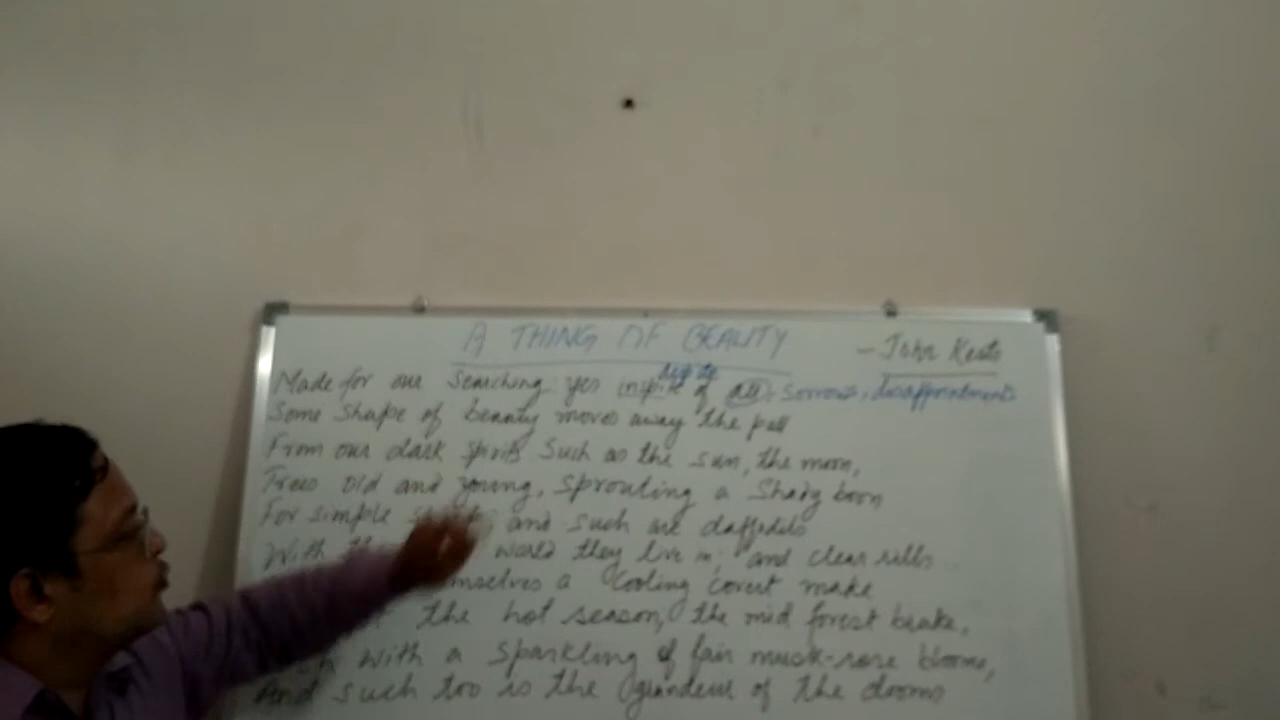 A THING OF BEAUTY
- John Keats
despite
Made for our searching: yes inspite of all: sorrows, disappointments
Some shape of beauty moves away the pall
From our dark spirits Such as the sun, the moon,
Trees Old and young, sprouting a Shady boon
For simple and such are daffodils
With world they live in; and clear rills
mselves a Cooling covert make
the hot season, the mid forest brake,
with a sparkling of fair musk-rose blooms,
And such too is the grandeur of the dooms